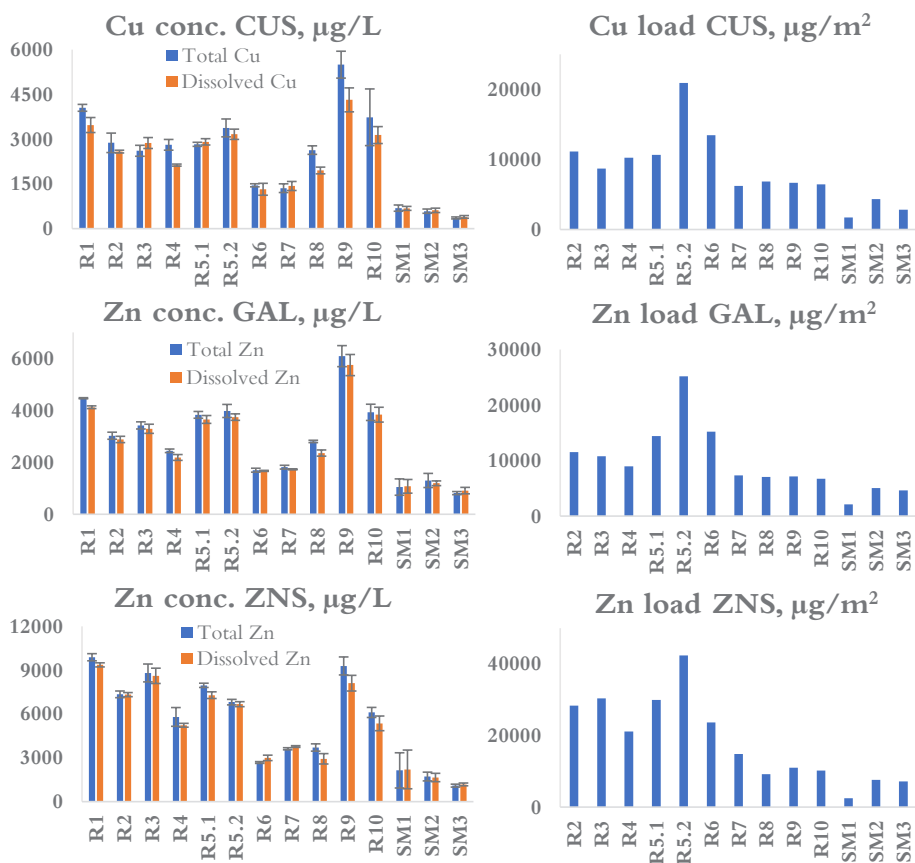 Cu conc. CUS, µg/L
6000
4500
3000
1500
0
Total Cu
Dissolved Cu
R1 R2 R3 R4 R5.1 R5.2 R6 R7 R8 R9 R10 SM1 SM2 SM3
Cu load CUS, µg/m²
20000
10000
0
R2 R3 R4 R5.1 R5.2 R6 R7 R8 R9 R10 SM1 SM2 SM3
Zn conc. GAL, µg/L
6000
4000
2000
0
Total Zn
Dissolved Zn
R1 R2 R3 R4 R5.1 R5.2 R6 R7 R8 R9 R10 SM1 SM2 SM3
Zn load GAL, µg/m²
30000
20000
10000
0
R2 R3 R4 R5.1 R5.2 R6 R7 R8 R9 R10 SM1 SM2 SM3
Zn conc. ZNS, µg/L
12000
9000
6000
3000
0
Total Zn
Dissolved Zn
R1 R2 R3 R4 R5.1 R5.2 R6 R7 R8 R9 R10 SM1 SM2 SM3
Zn load ZNS, µg/m²
40000
20000
0
R2 R3 R4 R5.1 R5.2 R6 R7 R8 R9 R10 SM1 SM2 SM3